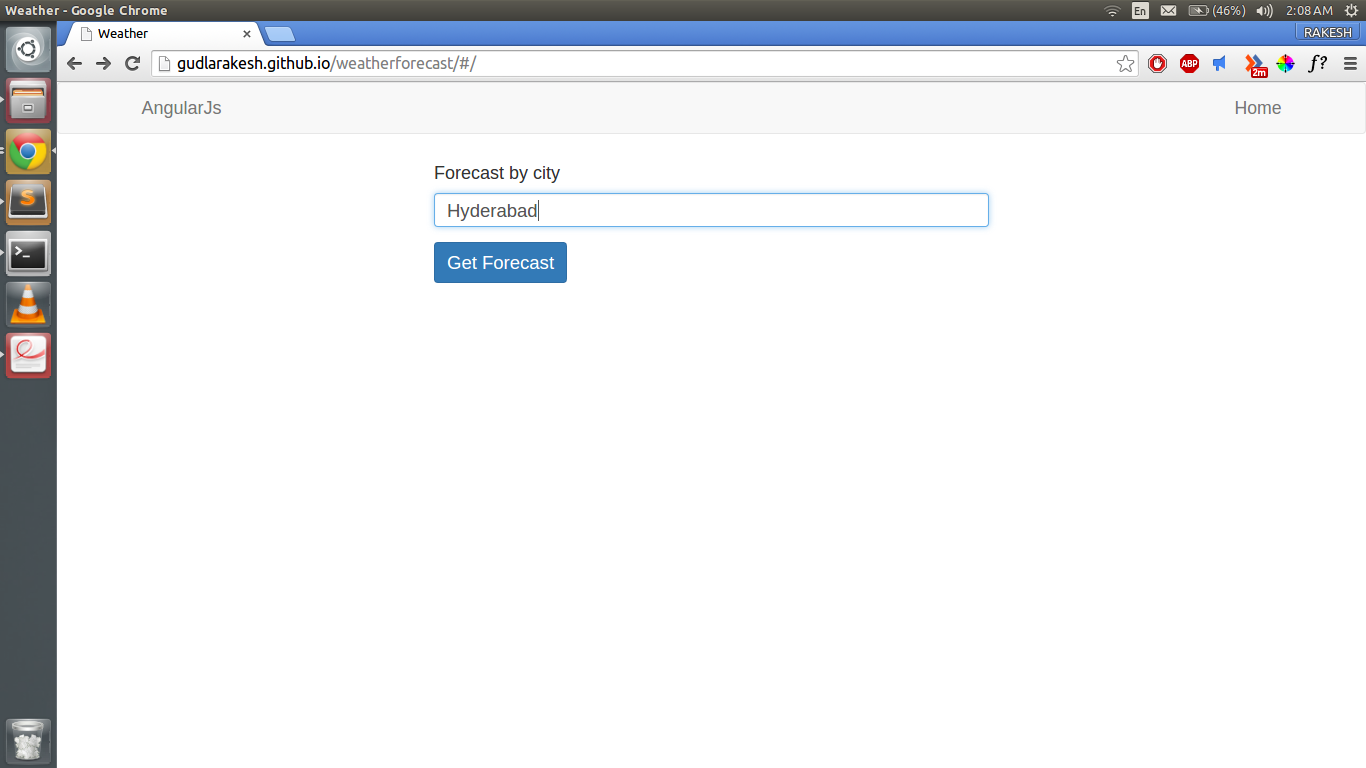 Weather - Google Chrome
En
(46%)
2:08 AM
Weather
RAKESH
gudlarakesh.github.io/weatherforecast/#/
ABP
2m
f?
AngularJs
Home
Forecast by city
Hyderabad
Get Forecast
S
>_